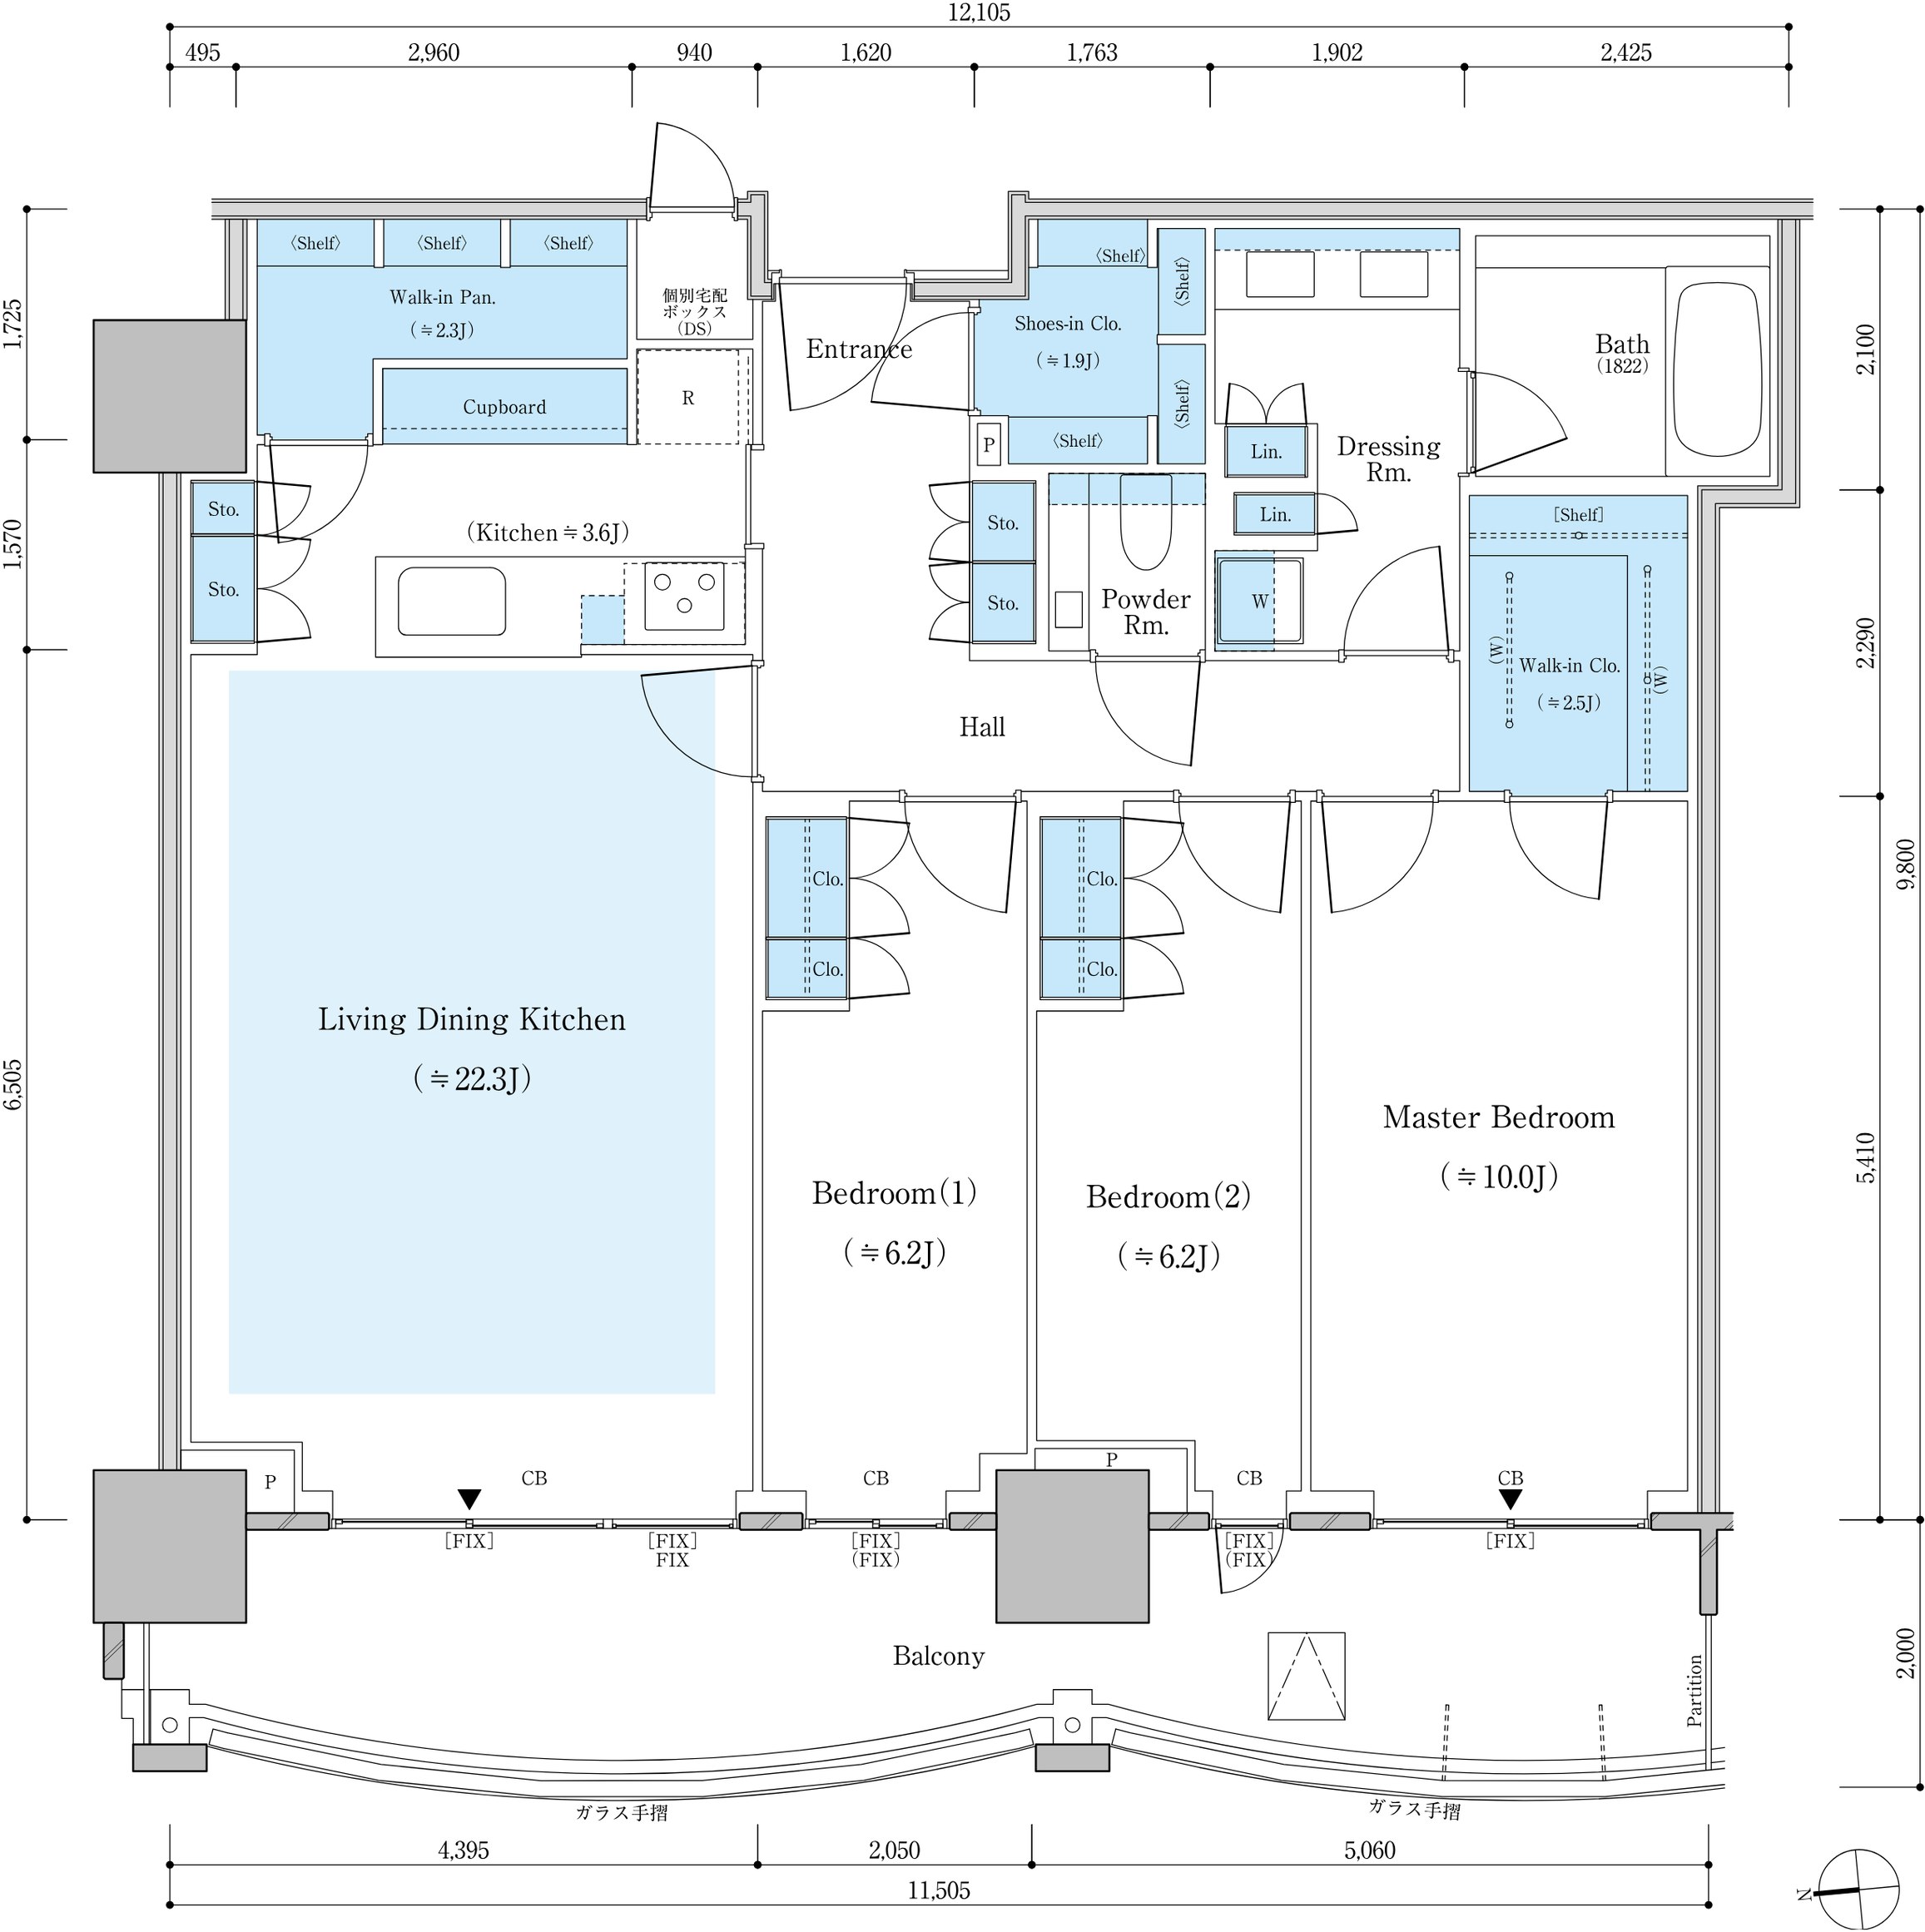 12,105
495
2,960
940
1,620
1,763
1,902
2,425
〈Shelf〉
〈Shelf〉
〈Shelf〉
Walk-in Pan.
(≒2.3J)
個別宅配
ボックス
(DS)
Cupboard
R
Entrance
〈Shelf〉
〈Shelf〉
Shoes-in Clo.
(≒1.9J)
〈Shelf〉
〈Shelf〉
P
Lin.
Lin.
Dressing
Rm.
Bath
(1822)
1,725
1,570
6,505
2,100
2,290
5,410
9,800
2,000
Sto.
Sto.
(Kitchen≒3.6J)
Sto.
Sto.
Powder
Rm.
W
[Shelf]
(W)
(W)
Walk-in Clo.
(≒2.5J)
Hall
Clo.
Clo.
Clo.
Clo.
Living Dining Kitchen
(≒22.3J)
Bedroom(1)
(≒6.2J)
Bedroom(2)
(≒6.2J)
Master Bedroom
(≒10.0J)
P
CB
CB
P
CB
CB
[FIX]
[FIX]
FIX
[FIX]
(FIX)
[FIX]
(FIX)
[FIX]
Balcony
Partition
ガラス手摺
ガラス手摺
4,395
2,050
5,060
11,505
N